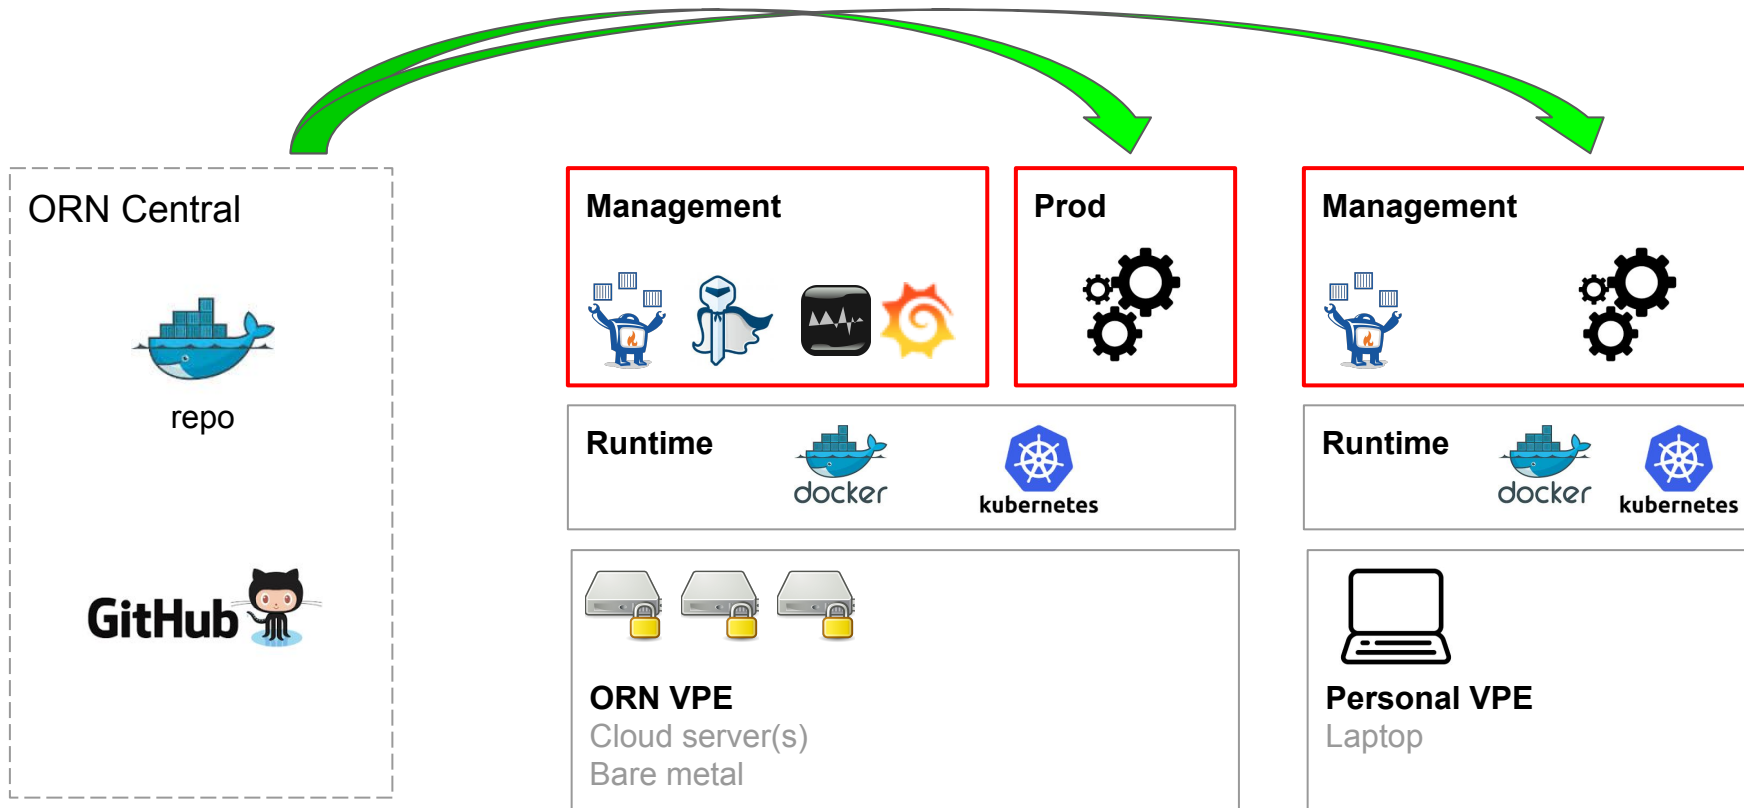 ORN Central
repo
GitHub
Management
Prod
Runtime
docker
kubernetes
ORN VPE
Cloud server(s)
Bare metal
Management
Runtime
docker
kubernetes
Personal VPE
Laptop